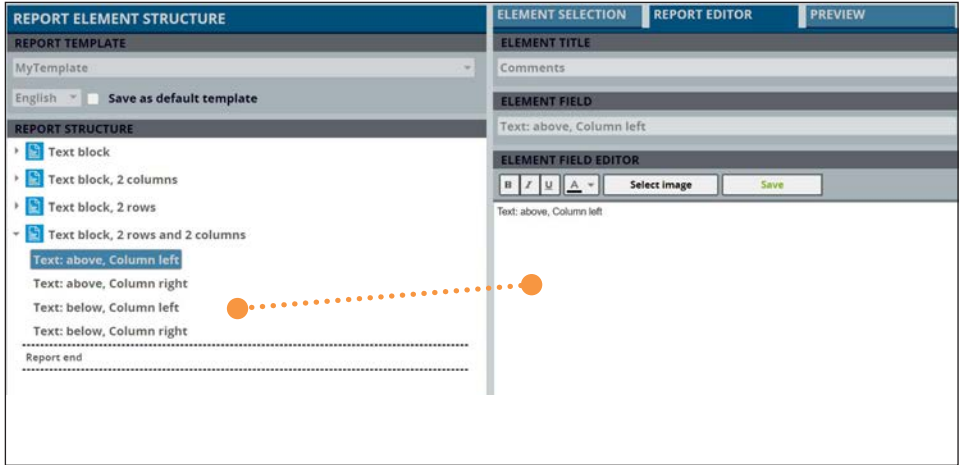 REPORT ELEMENT STRUCTURE
REPORT TEMPLATE
MyTemplate
English Save as default template
REPORT STRUCTURE
Text block
Text block, 2 columns
Text block, 2 rows
Text block, 2 rows and 2 columns
Text: above, Column left
Text: above, Column right
Text: below, Column left
Text: below, Column right
Report end
ELEMENT SELECTION REPORT EDITOR PREVIEW
ELEMENT TITLE
Comments
ELEMENT FIELD
Text: above, Column left
ELEMENT FIELD EDITOR
B I U A Select image Save
Text: above, Column left